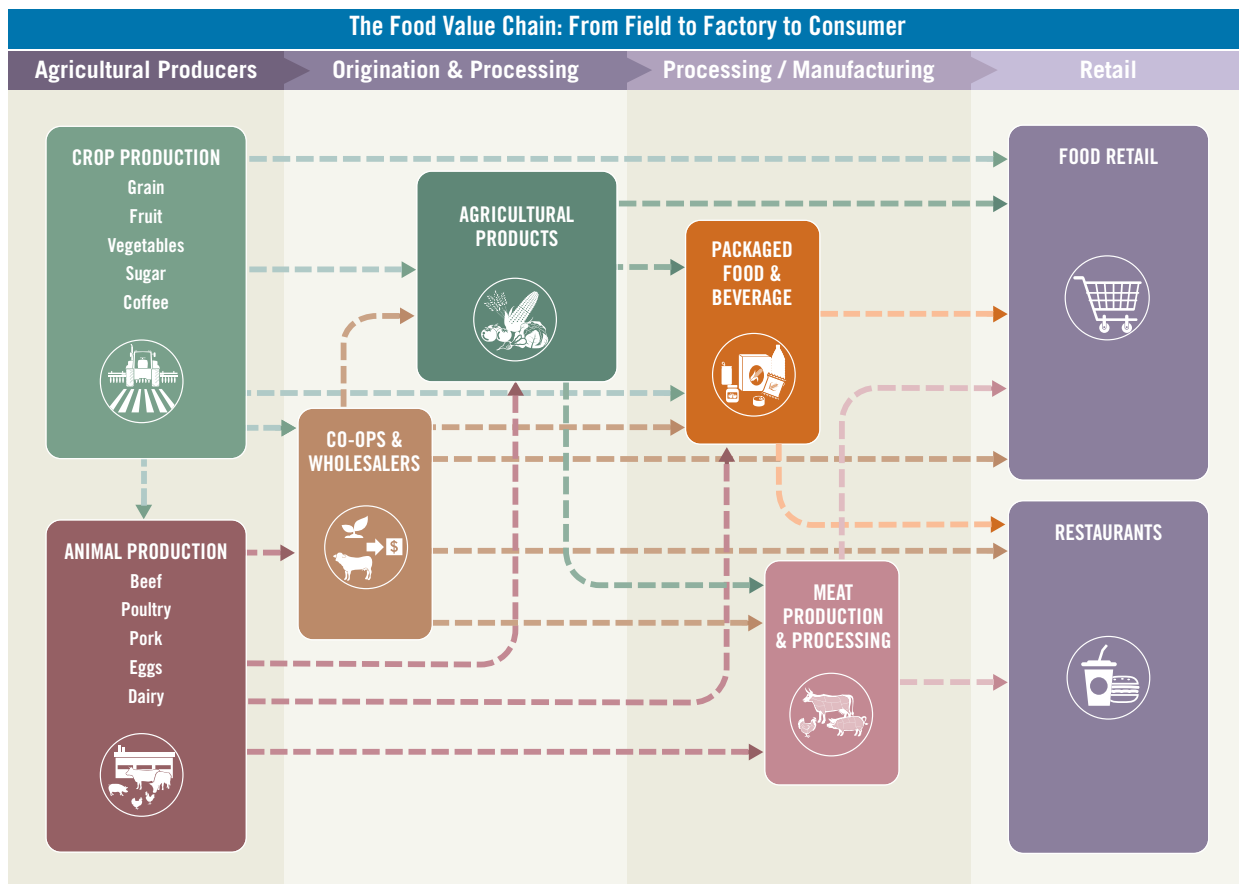 The Food Value Chain: From Field to Factory to Consumer
Agricultural Producers
Origination & Processing
Processing / Manufacturing
Retail
CROP PRODUCTION
Grain
Fruit
Vegetables
Sugar
Coffee
AGRICULTURAL
PRODUCTS
PACKAGED
FOOD &
BEVERAGE
FOOD RETAIL
CO-OPS &
WHOLESALERS
$
ANIMAL PRODUCTION
Beef
Poultry
Pork
Eggs
Dairy
MEAT
PRODUCTION
& PROCESSING
RESTAURANTS